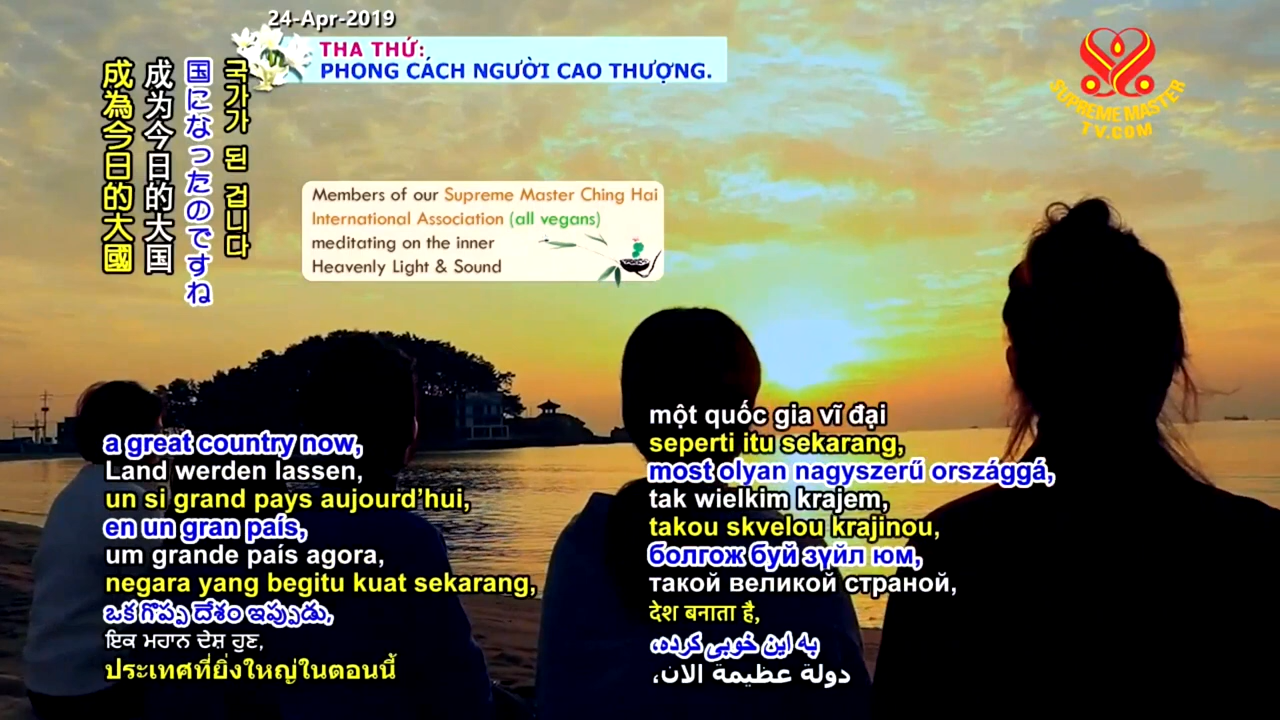 24-Apr-2019
THA THỨ:
PHONG CÁCH NGƯỜI CAO THƯỢNG.
SUPREME MASTER
TV.COM
成為今日的大國
成为今日的大国
国になったのですね
국가가 된 겁니다
Members of our Supreme Master Ching Hai
International Association (all vegans)
meditating on the inner
Heavenly Light & Sound
a great country now,
Land werden lassen,
un si grand pays aujourd’hui,
en un gran país,
um grande país agora,
negara yang begitu kuat sekarang,
ఒక గొప్ప దేశం ఇప్పుడు,
ਇਕ ਮਹਾਨ ਦੇਸ਼ ਹੁਣ,
ประเทศที่ยิ่งใหญ่ในตอนนี้
một quốc gia vĩ đại
seperti itu sekarang,
most olyan nagyszerű országgá,
tak wielkim krajem,
takou skvelou krajinou,
болгож буй зүйл юм,
такой великой страной,
देश बनाता है,
به این خوبی کرده،
دولة عظيمة الان،